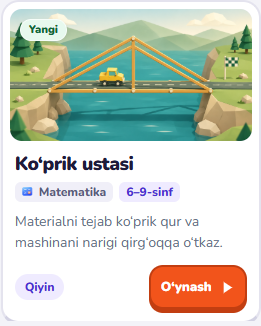 Yangi
Ko‘prik ustasi
Matematika 6–9-sinf
Materialni tejab ko‘prik qur va
mashinani narigi qirg‘oqqa o‘tkaz.
Qiyin O‘ynash